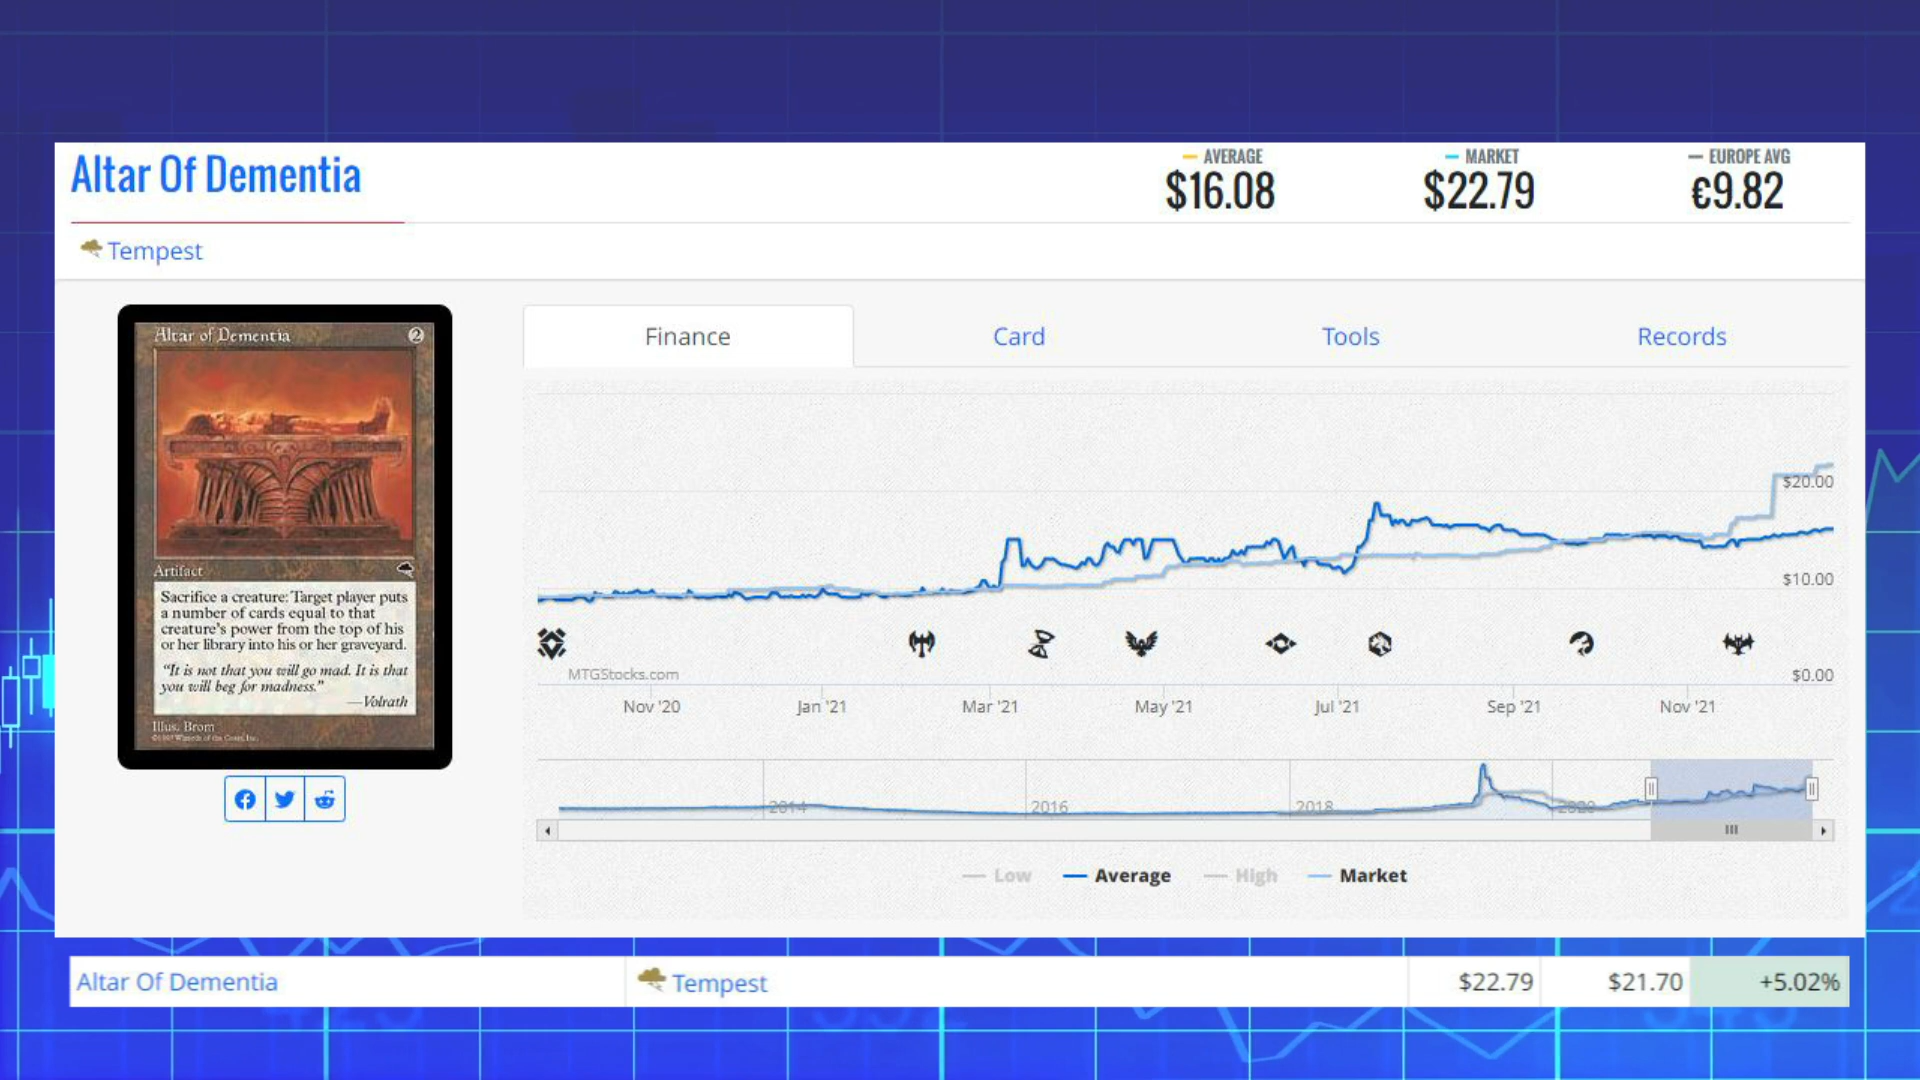 Altar Of Dementia
AVERAGE
$16.08
MARKET
$22.79
EUROPE AVG
€9.82
Tempest
Altar of Dementia
2
Artifact
Sacrifice a creature: Target player puts
a number of cards equal to that
creature's power from the top of his
or her library into his or her graveyard.
"It is not that you will go mad. It is that
you will beg for madness."
—Volrath
Illus. Brom
Finance
Card
Tools
Records
$20.00
$10.00
$0.00
MTGStocks.com
Nov '20
Jan '21
Mar '21
May '21
Jul '21
Sep '21
Nov '21
2014
2016
2018
2020
Low
Average
High
Market
Altar Of Dementia
Tempest
$22.79
$21.70
+5.02%